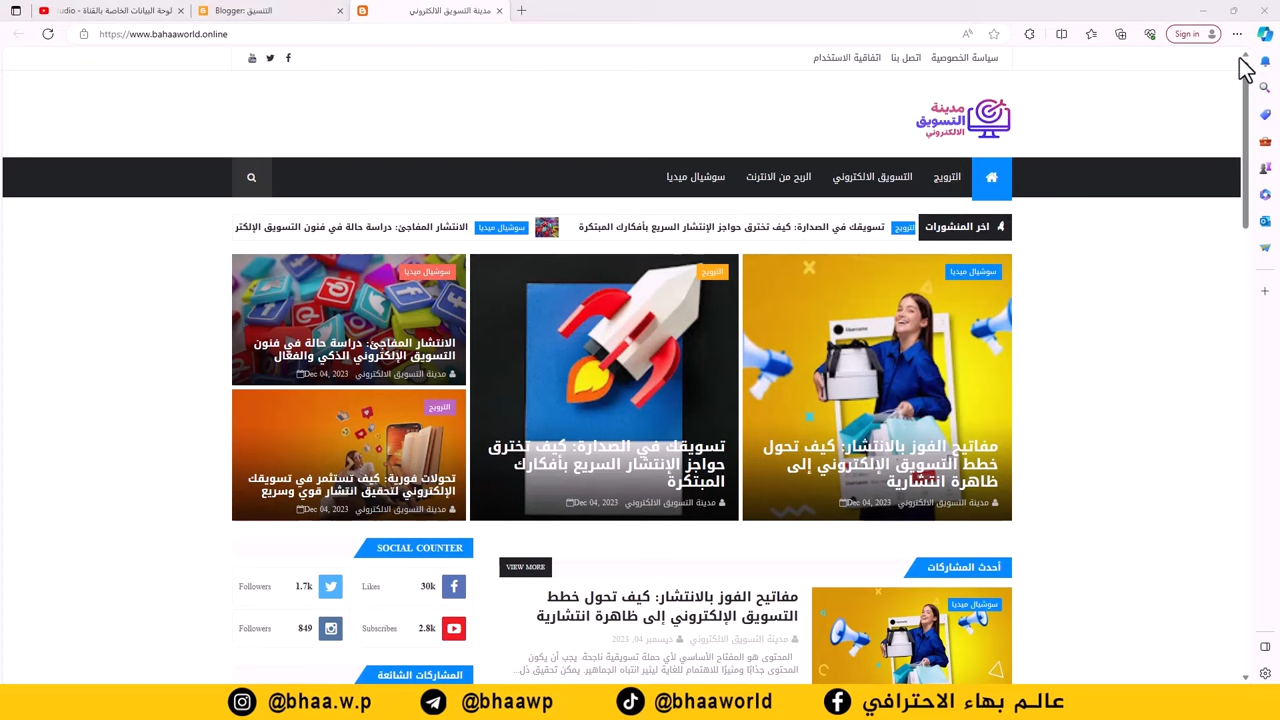 لوحة البيانات الخاصة بالقناة - udio
Blogger: التنسيق
مدينة التسويق الالكتروني
https://www.bahaaworld.online
Sign in
سياسة الخصوصية
اتصل بنا
اتفاقية الاستخدام
مدينة
التسويق
الالكتروني
الترويج
التسويق الالكتروني
الربح من الانترنت
سوشيال ميديا
اخر المنشورات
الترويج
تسويقك في الصدارة: كيف تخترق حواجز الإنتشار السريع بأفكارك المبتكرة
سوشيال ميديا
الانتشار المفاجئ: دراسة حالة في فنون التسويق الإلكتر
سوشيال ميديا
مفاتيح الفوز بالانتشار: كيف تحول
خطط التسويق الإلكتروني إلى
ظاهرة انتشارية
مدينة التسويق الالكتروني Dec 04, 2023
الترويج
تسويقك في الصدارة: كيف تخترق
حواجز الإنتشار السريع بأفكارك
المبتكرة
مدينة التسويق الالكتروني Dec 04, 2023
سوشيال ميديا
الانتشار المفاجئ: دراسة حالة في فنون
التسويق الإلكتروني الذكي والفعّال
مدينة التسويق الالكتروني Dec 04, 2023
الترويج
تحولات فورية: كيف تستثمر في تسويقك
الإلكتروني لتحقيق انتشار قوي وسريع
مدينة التسويق الالكتروني Dec 04, 2023
أحدث المشاركات
VIEW MORE
سوشيال ميديا
مفاتيح الفوز بالانتشار: كيف تحول خطط
التسويق الإلكتروني إلى ظاهرة انتشارية
مدينة التسويق الالكتروني ديسمبر 04, 2023
المحتوى هو المفتاح الأساسي لأي حملة تسويقية ناجحة. يجب أن يكون
المحتوى جذابًا ومثيرًا للاهتمام للغاية ليثير انتباه الجماهير. يمكن تحقيق ذل...
SOCIAL COUNTER
30k Likes
1.7k Followers
2.8k Subscribes
849 Followers
المشاركات الشائعة
@bhaa.w.p
@bhaawp
@bhaaworld
عالم بهاء الاحترافي